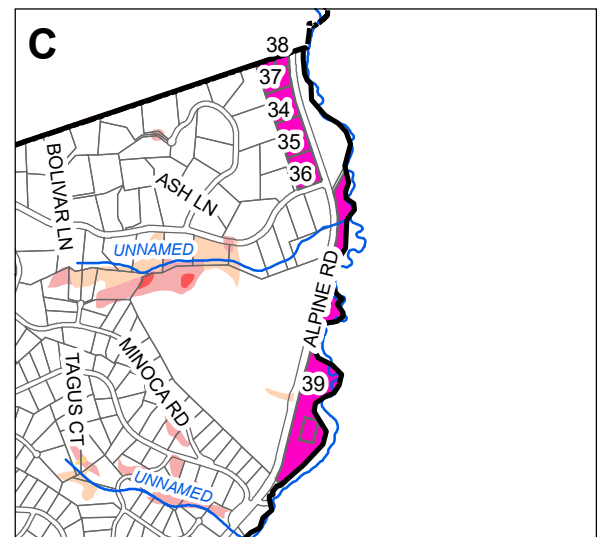 C
38
37
34
35
36
BOLIVAR LN
ASH LN
UNNAMED
ALPINE RD
MINOCA RD
TAGUS CT
39
UNNAMED